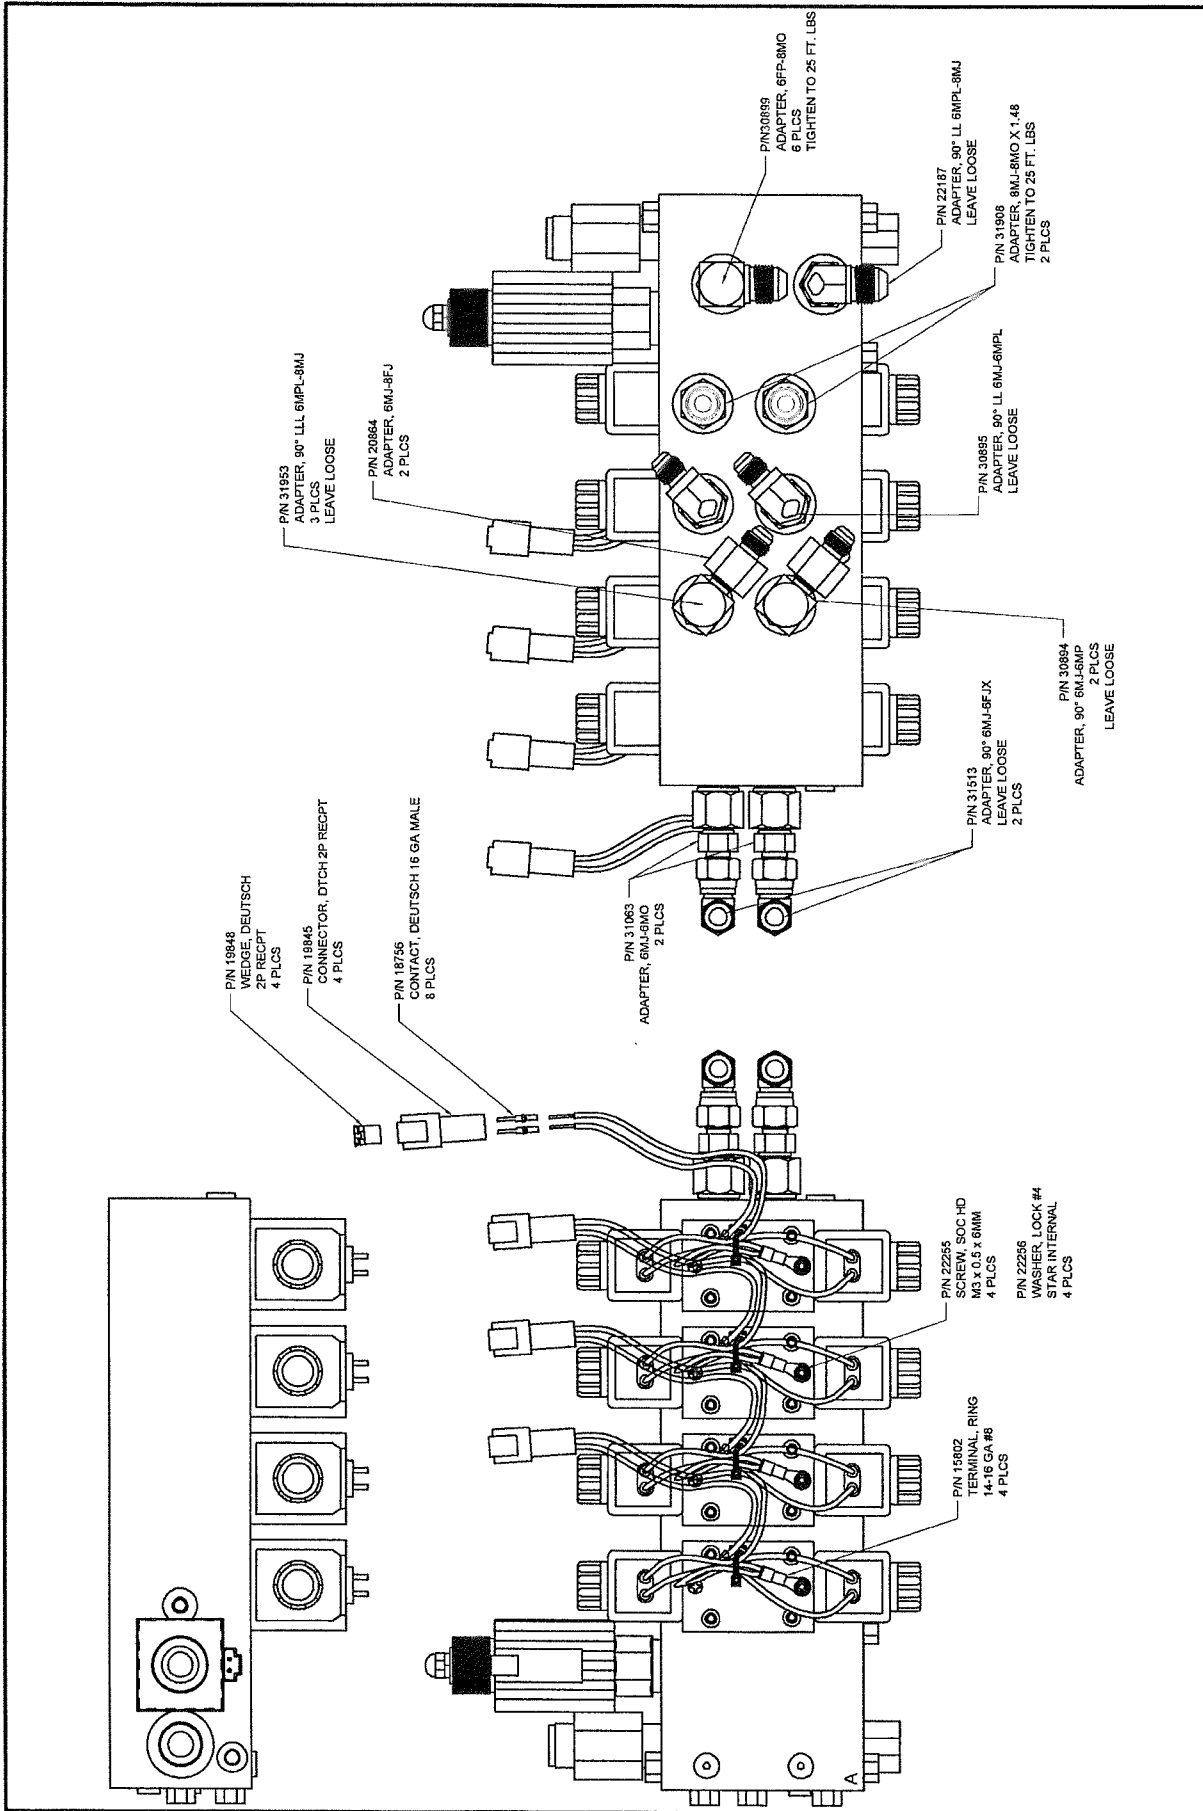 P/N30899
ADAPTER, 6FP-8MO
6 PLCS
TIGHTEN TO 25 FT. LBS
P/N 22187
ADAPTER, 90° LL 6MPL-8MJ
LEAVE LOOSE
P/N 31908
ADAPTER, 8MJ-8MO X 1.48
TIGHTEN TO 25 FT. LBS
2 PLCS
P/N 31953
ADAPTER, 90° LLL 6MPL-8MJ
3 PLCS
LEAVE LOOSE
P/N 20864
ADAPTER, 6MJ-8FJ
2 PLCS
P/N 30895
ADAPTER, 90° LL 6MJ-6MPL
LEAVE LOOSE
P/N 30894
ADAPTER, 90° 6MJ-6MP
2 PLCS
LEAVE LOOSE
P/N 31513
ADAPTER, 90° 6MJ-6FJX
LEAVE LOOSE
2 PLCS
P/N 31063
ADAPTER, 6MJ-6MO
2 PLCS
P/N 19848
WEDGE, DEUTSCH
2P RECPT
4 PLCS
P/N 19845
CONNECTOR, DTCH 2P RECPT
4 PLCS
P/N 18756
CONTACT, DEUTSCH 16 GA MALE
8 PLCS
P/N 22255
SCREW, SOC HD
M3 x 0.5 x 6MM
4 PLCS
P/N 22256
WASHER, LOCK #4
STAR INTERNAL
4 PLCS
P/N 15802
TERMINAL, RING
14-16 GA #8
4 PLCS
A